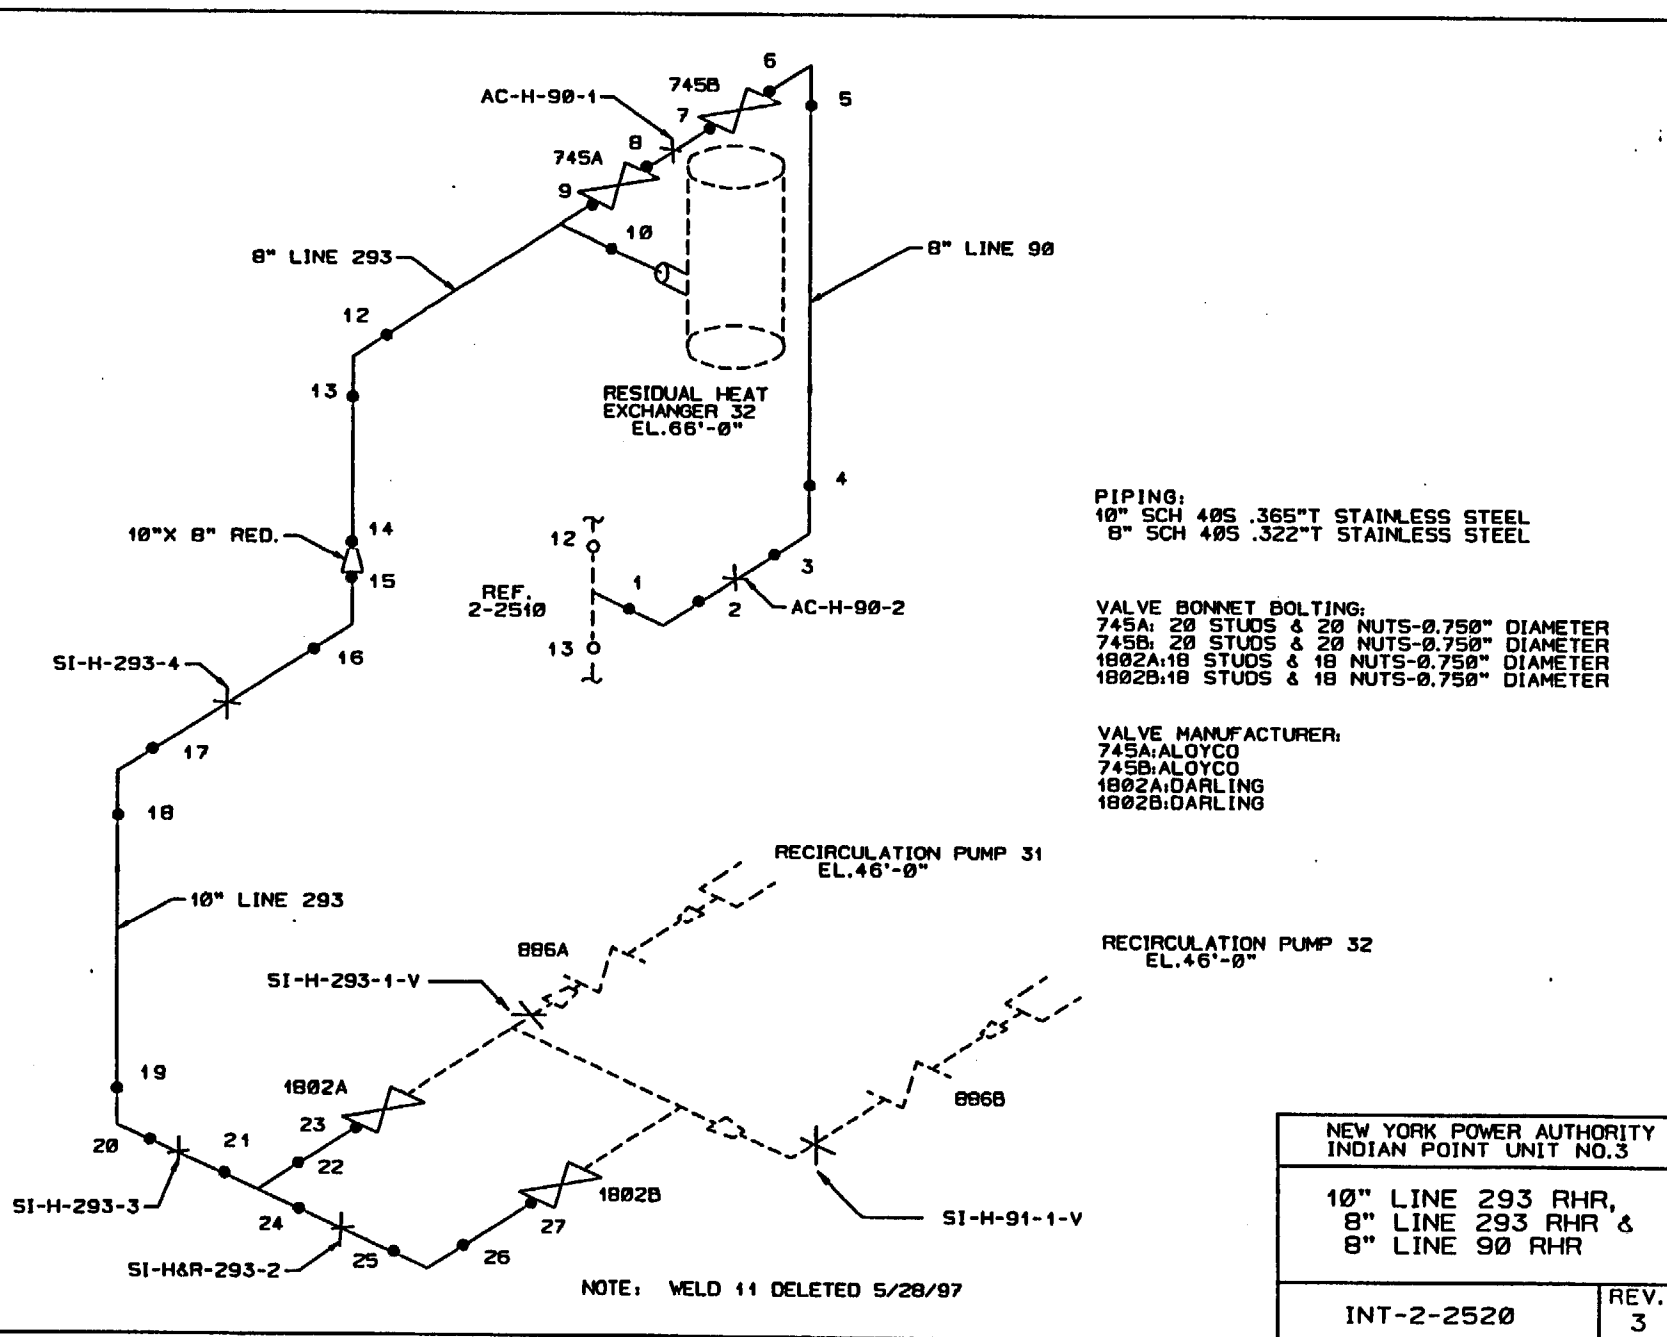 6
745B
AC-H-90-1
5
7
8
745A
9
10
8" LINE 293
8" LINE 90
12
13
RESIDUAL HEAT
EXCHANGER 32
EL.66'-0"
4
PIPING:
10" SCH 40S .365"T STAINLESS STEEL
8" SCH 40S .322"T STAINLESS STEEL
10"X 8" RED.
14
12
15
3
REF.
2-2510
1
2
AC-H-90-2
13
VALVE BONNET BOLTING:
745A: 20 STUDS & 20 NUTS-0.750" DIAMETER
745B: 20 STUDS & 20 NUTS-0.750" DIAMETER
1802A:18 STUDS & 18 NUTS-0.750" DIAMETER
1802B:18 STUDS & 18 NUTS-0.750" DIAMETER
SI-H-293-4
16
17
VALVE MANUFACTURER:
745A:ALOYCO
745B:ALOYCO
1802A:DARLING
1802B:DARLING
18
RECIRCULATION PUMP 31
EL.46'-0"
10" LINE 293
886A
RECIRCULATION PUMP 32
EL.46'-0"
SI-H-293-1-V
19
1802A
886B
23
20
21
22
1802B
SI-H-293-3
24
27
SI-H-91-1-V
25
26
SI-H&R-293-2
NOTE: WELD 11 DELETED 5/28/97
NEW YORK POWER AUTHORITY
INDIAN POINT UNIT NO.3
10" LINE 293 RHR,
8" LINE 293 RHR &
8" LINE 90 RHR
INT-2-2520
REV.
3